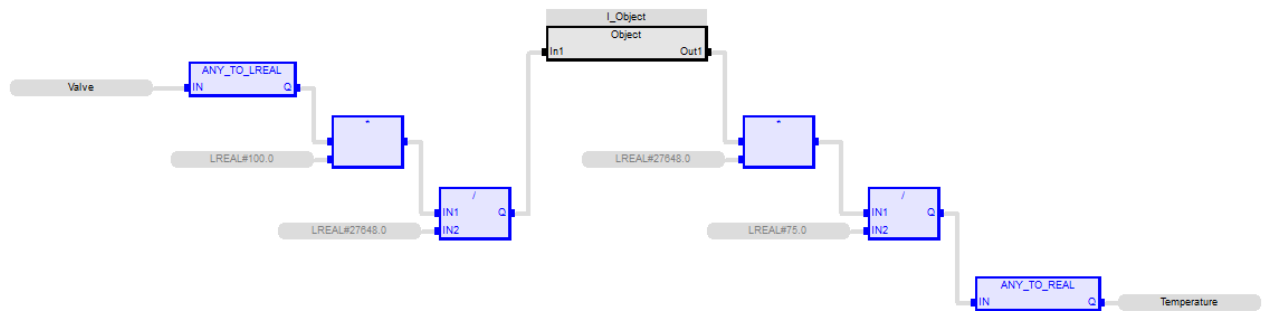 I_Object
Object
In1 Out1
ANY_TO_LREAL
IN Q
Valve
*
LREAL#100.0
/
IN1 Q
IN2
LREAL#27648.0
*
LREAL#27648.0
/
IN1 Q
IN2
LREAL#75.0
ANY_TO_REAL
IN Q
Temperature